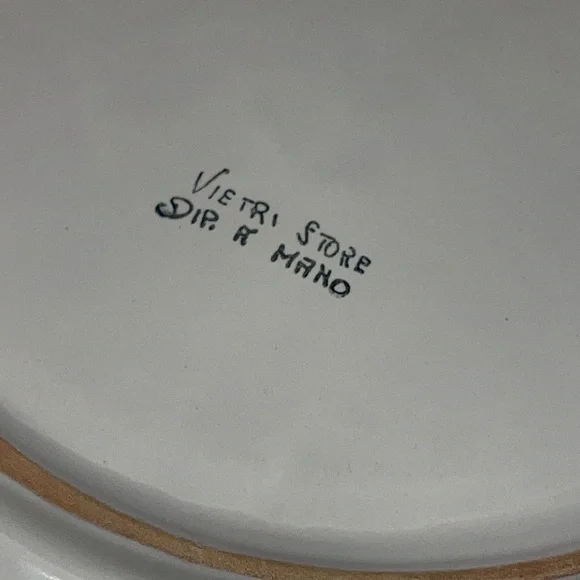 VIETRI STORE
DIP. A MANO